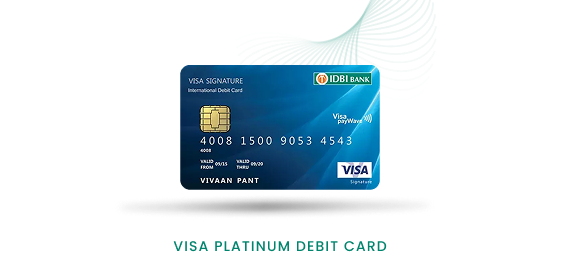 VISA SIGNATURE
International Debit Card
IDBI BANK
Visa
payWave
4008 1500 9053 4543
4008
VALID FROM 09/15 VALID THRU 09/20
VIVAAN PANT
VISA
Signature
VISA PLATINUM DEBIT CARD